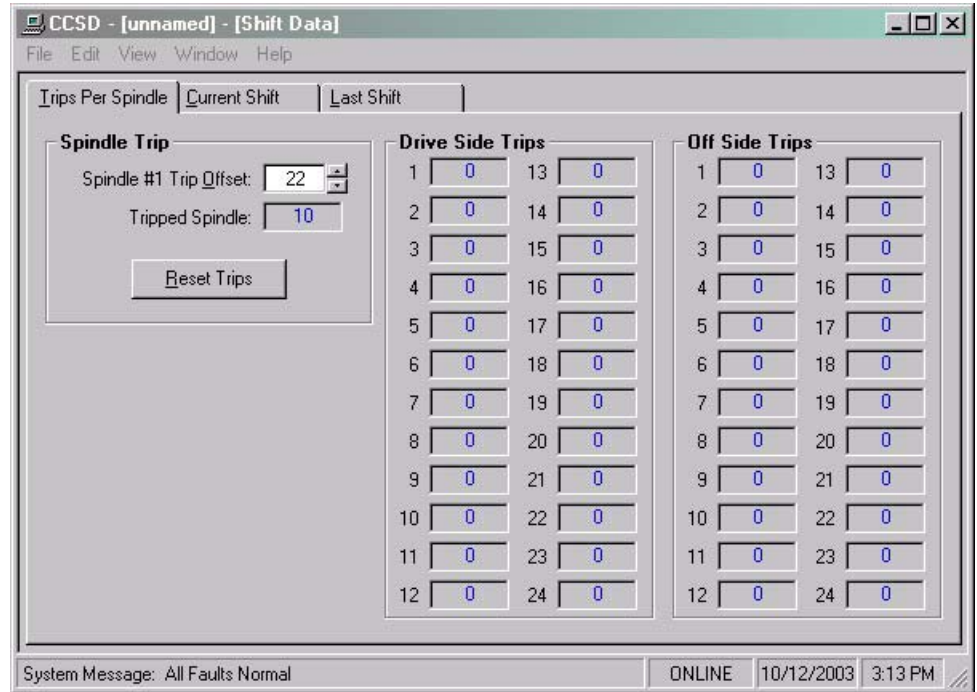 CCSD - [unnamed] - [Shift Data]
File Edit View Window Help
Trips Per Spindle Current Shift Last Shift
Spindle Trip
Spindle #1 Trip Offset: 22
Tripped Spindle: 10
Reset Trips
Drive Side Trips
1 0 13 0
2 0 14 0
3 0 15 0
4 0 16 0
5 0 17 0
6 0 18 0
7 0 19 0
8 0 20 0
9 0 21 0
10 0 22 0
11 0 23 0
12 0 24 0
Off Side Trips
1 0 13 0
2 0 14 0
3 0 15 0
4 0 16 0
5 0 17 0
6 0 18 0
7 0 19 0
8 0 20 0
9 0 21 0
10 0 22 0
11 0 23 0
12 0 24 0
System Message: All Faults Normal ONLINE 10/12/2003 3:13 PM